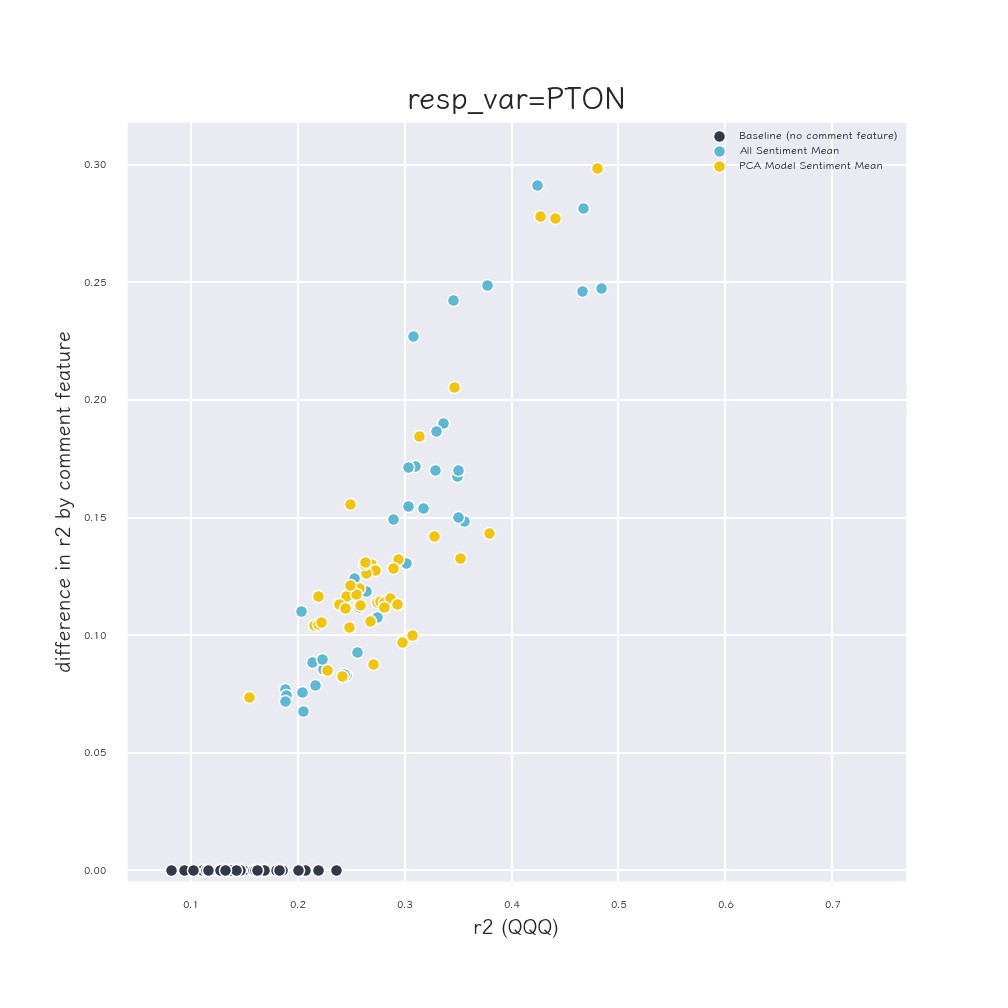 resp_var=PTON
Baseline (no comment feature)
All Sentiment Mean
PCA Model Sentiment Mean
0.30
0.25
0.20
0.15
0.10
0.05
0.00
difference in r2 by comment feature
0.1 0.2 0.3 0.4 0.5 0.6 0.7
r2 (QQQ)